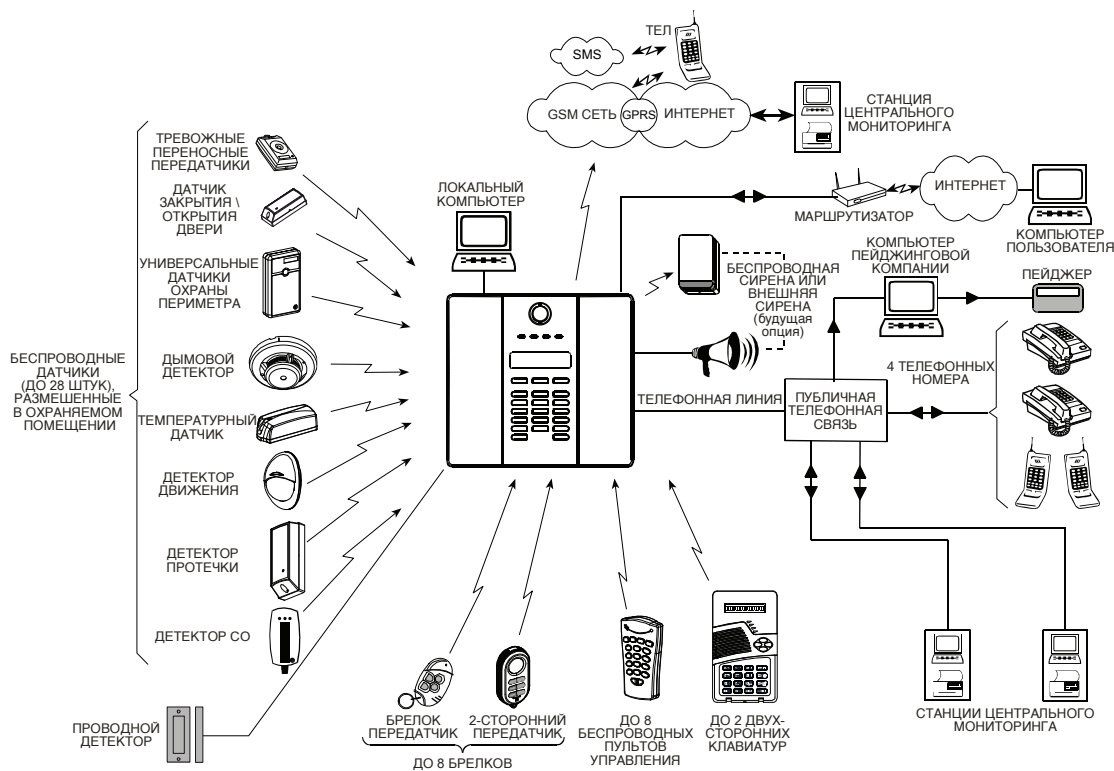 ТЕЛ
SMS
GSM СЕТЬ
GPRS
ИНТЕРНЕТ
СТАНЦИЯ
ЦЕНТРАЛЬНОГО
МОНИТОРИНГА
ТРЕВОЖНЫЕ
ПЕРЕНОСНЫЕ
ПЕРЕДАТЧИКИ
ДАТЧИК
ЗАКРЫТИЯ \
ОТКРЫТИЯ
ДВЕРИ
УНИВЕРСАЛЬНЫЕ
ДАТЧИКИ
ОХРАНЫ
ПЕРИМЕТРА
БЕСПРОВОДНЫЕ
ДАТЧИКИ
(ДО 28 ШТУК),
РАЗМЕЩЕННЫЕ
В ОХРАНЯЕМОМ
ПОМЕЩЕНИИ
ДЫМОВОЙ
ДЕТЕКТОР
ТЕМПЕРАТУРНЫЙ
ДАТЧИК
ДЕТЕКТОР
ДВИЖЕНИЯ
ДЕТЕКТОР
ПРОТЕЧКИ
ДЕТЕКТОР СО
ПРОВОДНОЙ
ДЕТЕКТОР
ЛОКАЛЬНЫЙ
КОМПЬЮТЕР
МАРШРУТИЗАТОР
ИНТЕРНЕТ
КОМПЬЮТЕР
ПОЛЬЗОВАТЕЛЯ
КОМПЬЮТЕР
ПЕЙДЖИНГОВОЙ
КОМПАНИИ
ПЕЙДЖЕР
БЕСПРОВОДНАЯ
СИРЕНА ИЛИ
ВНЕШНЯЯ
СИРЕНА
(будущая
опция)
4 ТЕЛЕФОННЫХ
НОМЕРА
ТЕЛЕФОННАЯ ЛИНИЯ
ПУБЛИЧНАЯ
ТЕЛЕФОННАЯ
СВЯЗЬ
БРЕЛОК
ПЕРЕДАТЧИК
2-СТОРОННИЙ
ПЕРЕДАТЧИК
ДО 8 БРЕЛКОВ
ДО 8
БЕСПРОВОДНЫХ
ПУЛЬТОВ
УПРАВЛЕНИЯ
ДО 2 ДВУХ-
СТОРОННИХ
КЛАВИАТУР
СТАНЦИИ ЦЕНТРАЛЬНОГО
МОНИТОРИНГА